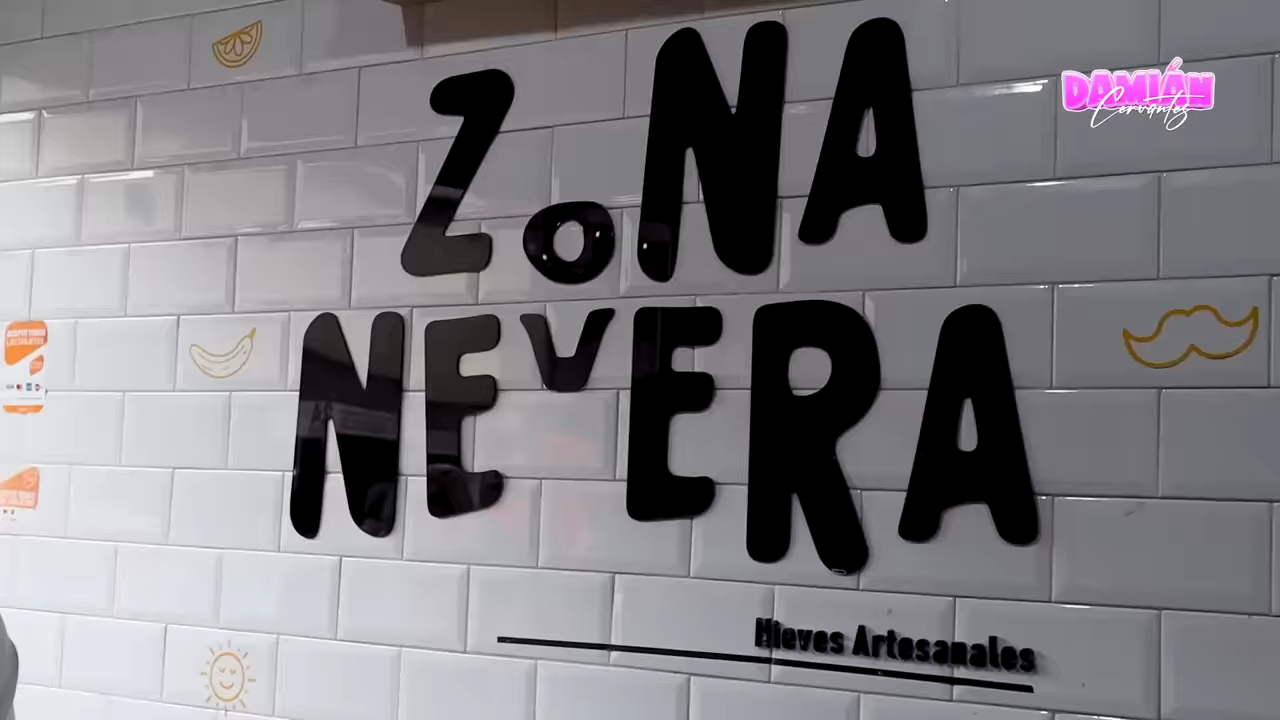 DAMIÁN
Cervantes
ZoNA
NEVERA
Nieves Artesanales